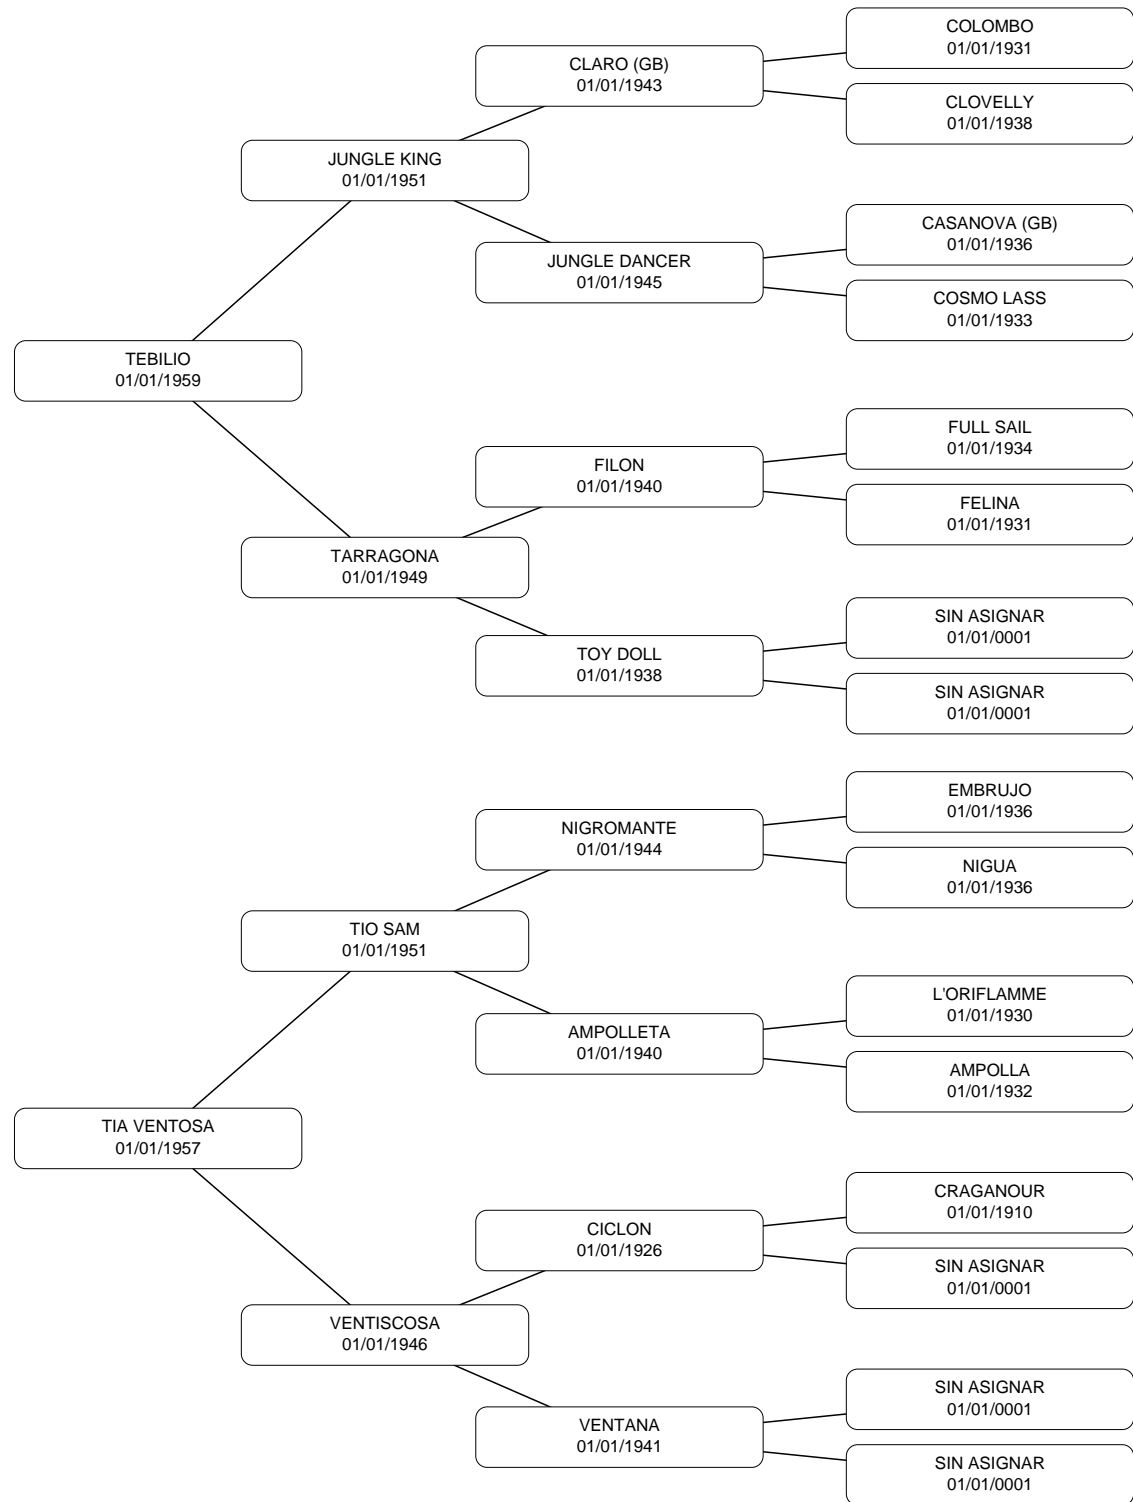 COLOMBO
01/01/1931
CLARO (GB)
01/01/1943
CLOVELLY
01/01/1938
JUNGLE KING
01/01/1951
CASANOVA (GB)
01/01/1936
JUNGLE DANCER
01/01/1945
COSMO LASS
01/01/1933
TEBILIO
01/01/1959
FULL SAIL
01/01/1934
FILON
01/01/1940
FELINA
01/01/1931
TARRAGONA
01/01/1949
SIN ASIGNAR
01/01/0001
TOY DOLL
01/01/1938
SIN ASIGNAR
01/01/0001
EMBRUJO
01/01/1936
NIGROMANTE
01/01/1944
NIGUA
01/01/1936
TIO SAM
01/01/1951
L'ORIFLAMME
01/01/1930
AMPOLLETA
01/01/1940
AMPOLLA
01/01/1932
TIA VENTOSA
01/01/1957
CRAGANOUR
01/01/1910
CICLON
01/01/1926
SIN ASIGNAR
01/01/0001
VENTISCOSA
01/01/1946
SIN ASIGNAR
01/01/0001
VENTANA
01/01/1941
SIN ASIGNAR
01/01/0001